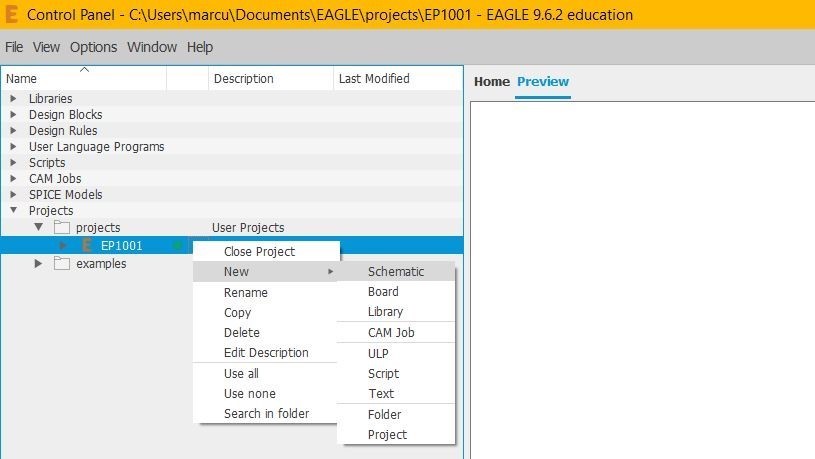 Control Panel - C:\Users\marcu\Documents\EAGLE\projects\EP1001 - EAGLE 9.6.2 education
File View Options Window Help
Name Description Last Modified
Home Preview
Libraries
Design Blocks
Design Rules
User Language Programs
Scripts
CAM Jobs
SPICE Models
Projects
projects User Projects
EP1001
examples
Close Project
New
Rename
Copy
Delete
Edit Description
Use all
Use none
Search in folder
Schematic
Board
Library
CAM Job
ULP
Script
Text
Folder
Project